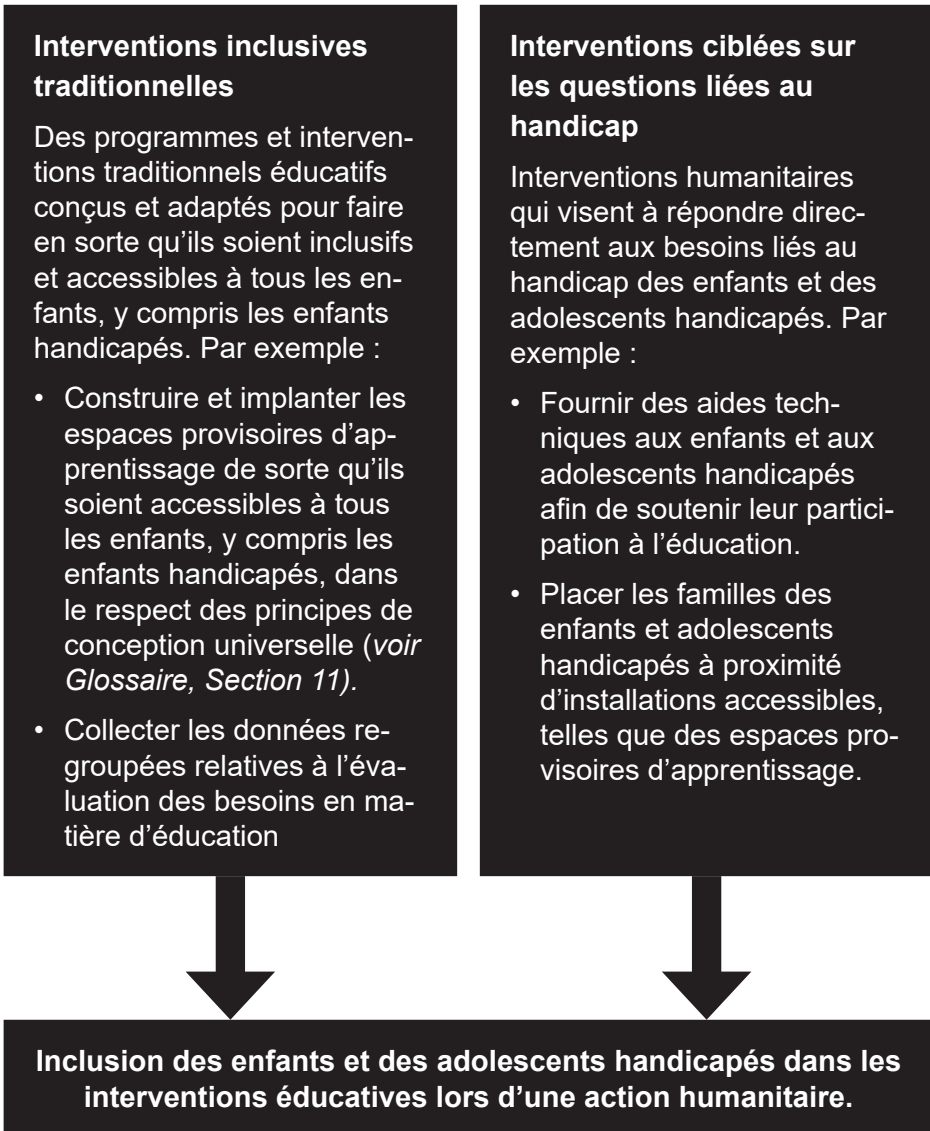 Interventions inclusives
traditionnelles
Des programmes et interven-
tions traditionnels éducatifs
conçus et adaptés pour faire
en sorte qu'ils soient inclusifs
et accessibles à tous les en-
fants, y compris les enfants
handicapés. Par exemple :
• Construire et implanter les
espaces provisoires d'ap-
prentissage de sorte qu'ils
soient accessibles à tous
les enfants, y compris les
enfants handicapés, dans
le respect des principes de
conception universelle (voir
Glossaire, Section 11).
• Collecter les données re-
groupées relatives à l'éva-
luation des besoins en ma-
tière d'éducation
Interventions ciblées sur
les questions liées au
handicap
Interventions humanitaires
qui visent à répondre direc-
tement aux besoins liés au
handicap des enfants et des
adolescents handicapés. Par
exemple :
• Fournir des aides tech-
niques aux enfants et aux
adolescents handicapés
afin de soutenir leur partici-
pation à l'éducation.
• Placer les familles des
enfants et adolescents
handicapés à proximité
d'installations accessibles,
telles que des espaces pro-
visoires d'apprentissage.
Inclusion des enfants et des adolescents handicapés dans les
interventions éducatives lors d'une action humanitaire.